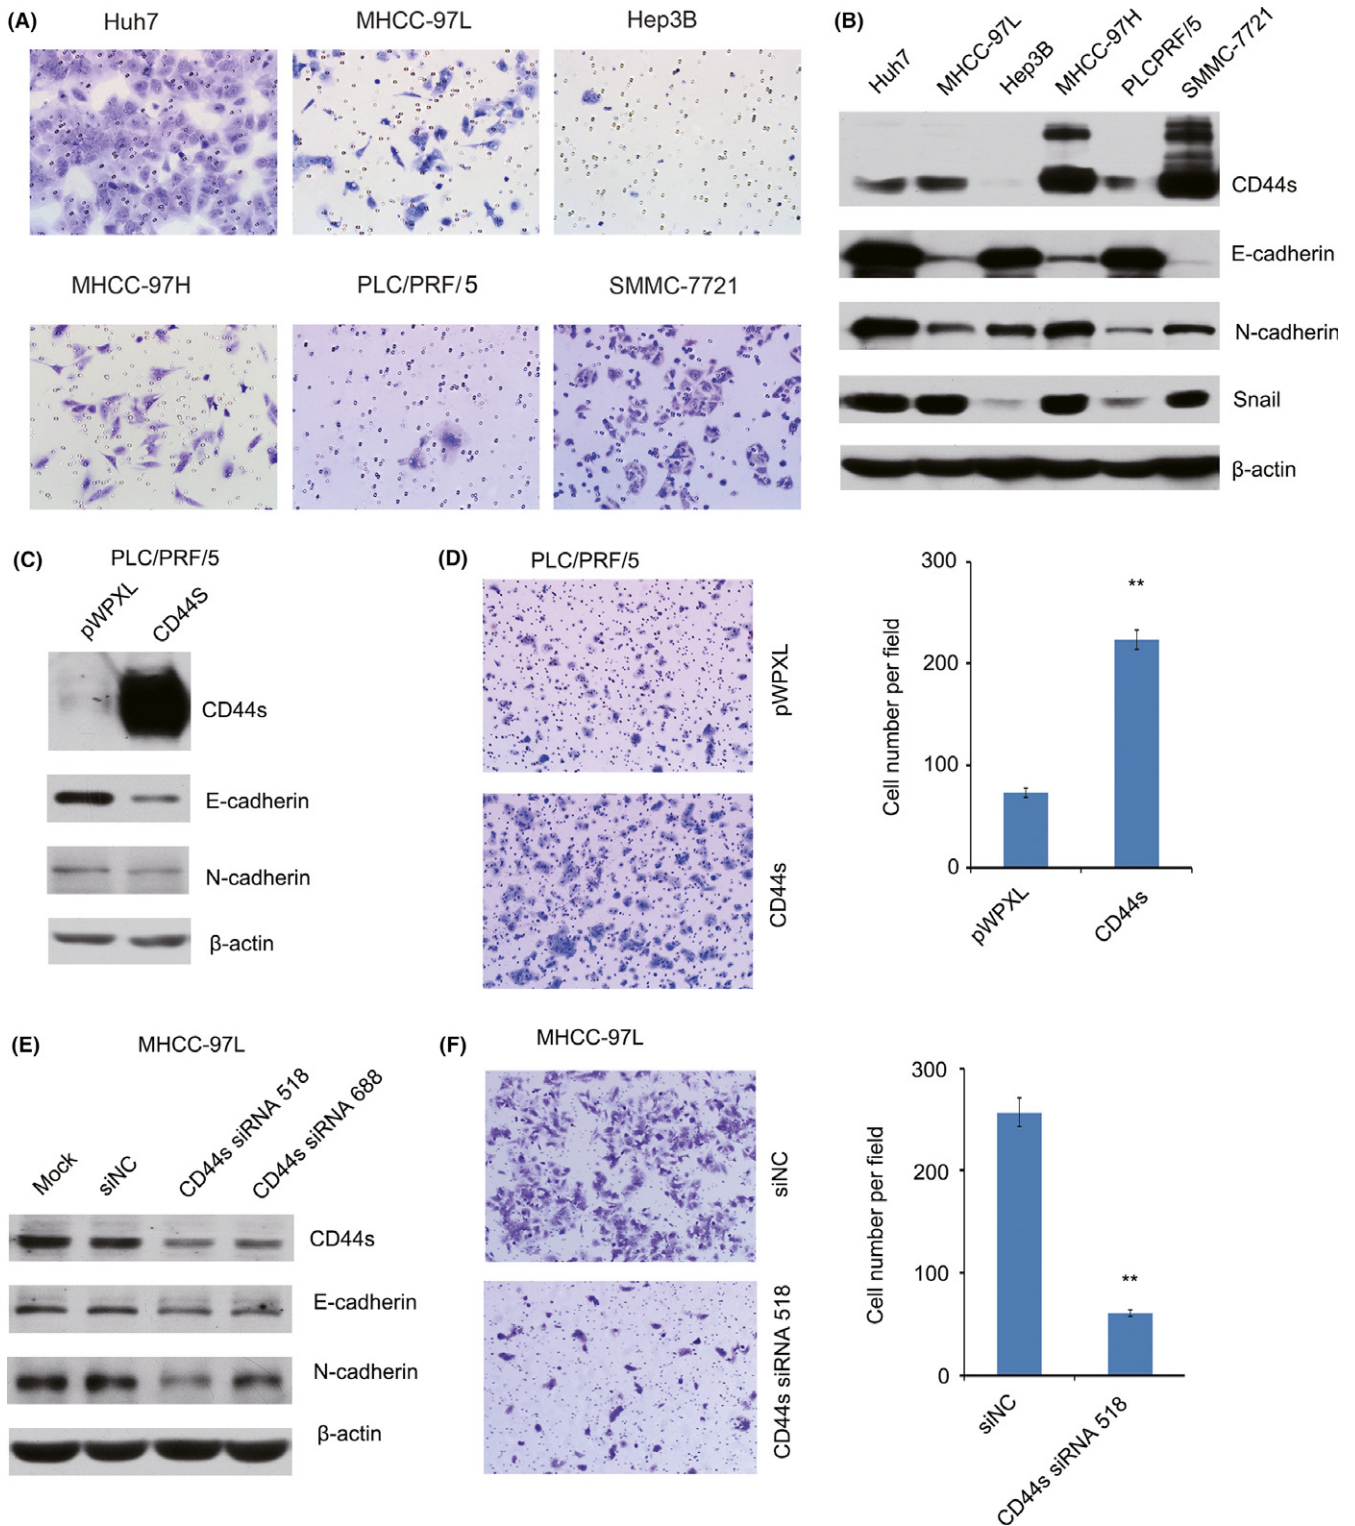 (A)
Huh7
MHCC-97L
Hep3B
MHCC-97H
PLC/PRF/5
SMMC-7721
(B)
Huh7
MHCC-97L
Hep3B
MHCC-97H
PLCPRF/5
SMMC-7721
CD44s
E-cadherin
N-cadherin
Snail
β-actin
(C)
PLC/PRF/5
pWPXL
CD44S
CD44s
E-cadherin
N-cadherin
β-actin
(D)
PLC/PRF/5
pWPXL
CD44s
Cell number per field
300
200
100
0
**
pWPXL
CD44s
(E)
MHCC-97L
Mock
siNC
CD44s siRNA 518
CD44s siRNA 688
CD44s
E-cadherin
N-cadherin
β-actin
(F)
MHCC-97L
siNC
CD44s siRNA 518
Cell number per field
300
200
100
0
**
siNC
CD44s siRNA 518